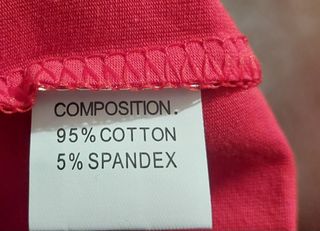 COMPOSITION.
95% COTTON
5% SPANDEX